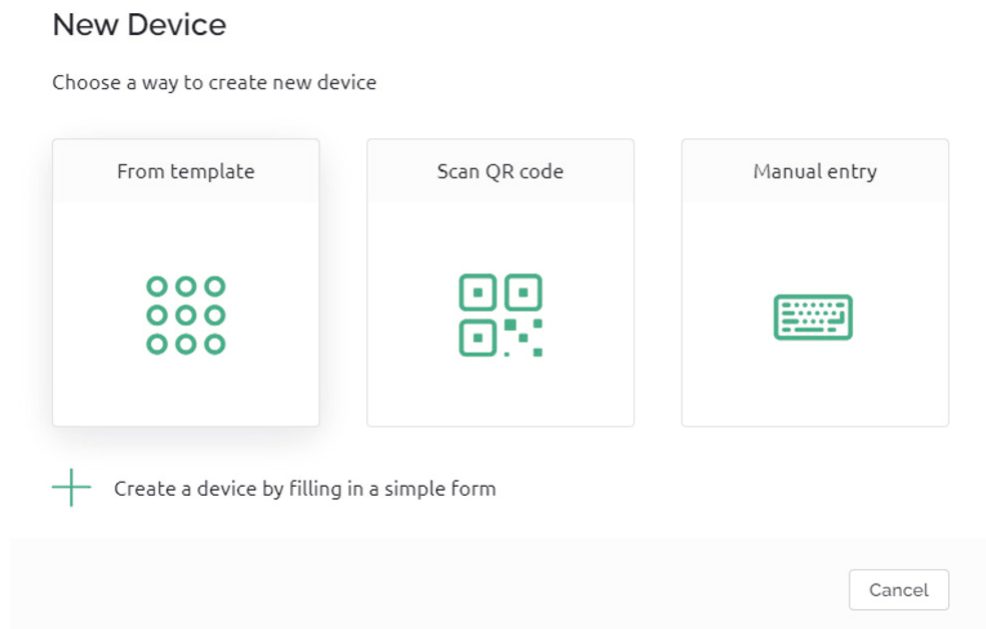 New Device
Choose a way to create new device
From template
Scan QR code
Manual entry
Create a device by filling in a simple form
Cancel